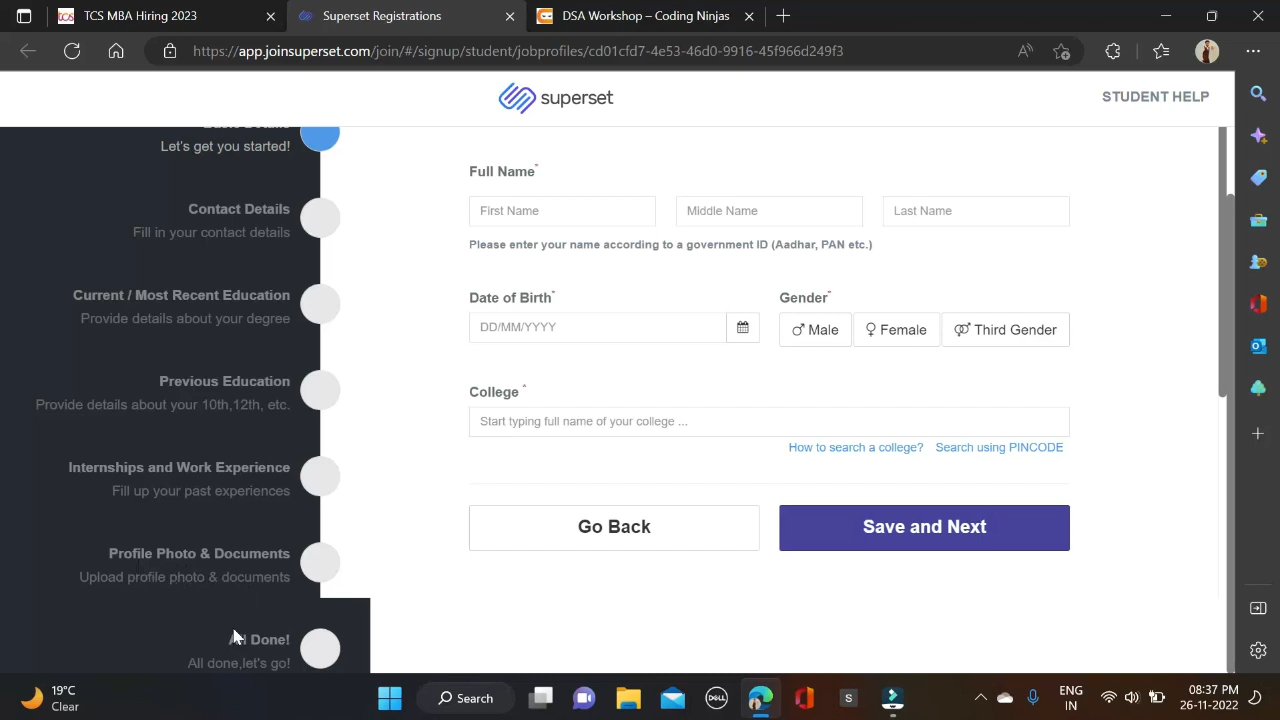 TCS MBA Hiring 2023
Superset Registrations
DSA Workshop – Coding Ninjas
https://app.joinsuperset.com/join/#/signup/student/jobprofiles/cd01cfd7-4e53-46d0-9916-45f966d249f3
superset
STUDENT HELP
Basic Details
Let's get you started!
Contact Details
Fill in your contact details
Current / Most Recent Education
Provide details about your degree
Previous Education
Provide details about your 10th,12th, etc.
Internships and Work Experience
Fill up your past experiences
Profile Photo & Documents
Upload profile photo & documents
All Done!
All done,let's go!
Full Name*
First Name
Middle Name
Last Name
Please enter your name according to a government ID (Aadhar, PAN etc.)
Date of Birth*
Gender*
DD/MM/YYYY
Male
Female
Third Gender
College *
Start typing full name of your college ...
How to search a college?
Search using PINCODE
Go Back
Save and Next
19°C
Clear
Search
DELL
S
ENG
IN
08:37 PM
26-11-2022